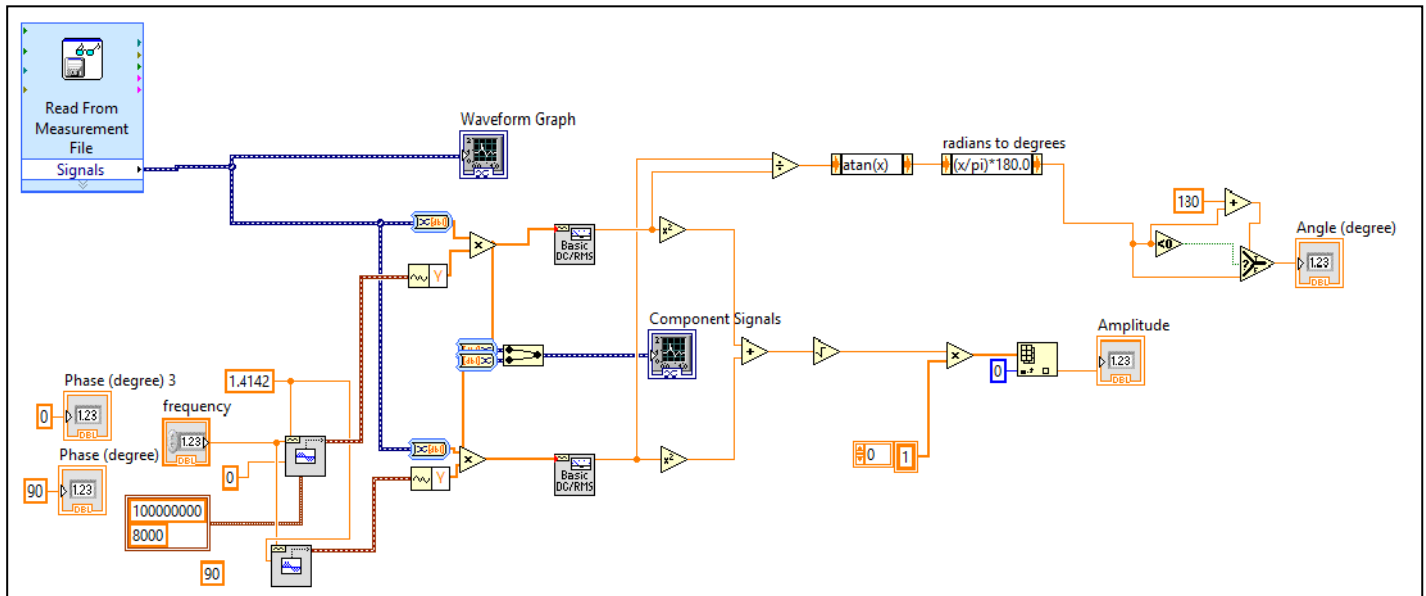 Read From
Measurement
File
Signals
Waveform Graph
radians to degrees
atan(x)
(x/pi)*180.0
180
+
Angle (degree)
<0
?
1.23
DBL
÷
x²
Basic
DC/RMS
×
Y
Component Signals
+
√
×
0
Amplitude
1.23
DBL
0
1
1.4142
Phase (degree) 3
0
1.23
DBL
frequency
1.23
DBL
0
Phase (degree)
90
1.23
DBL
100000000
8000
90
×
Y
Basic
DC/RMS
x²